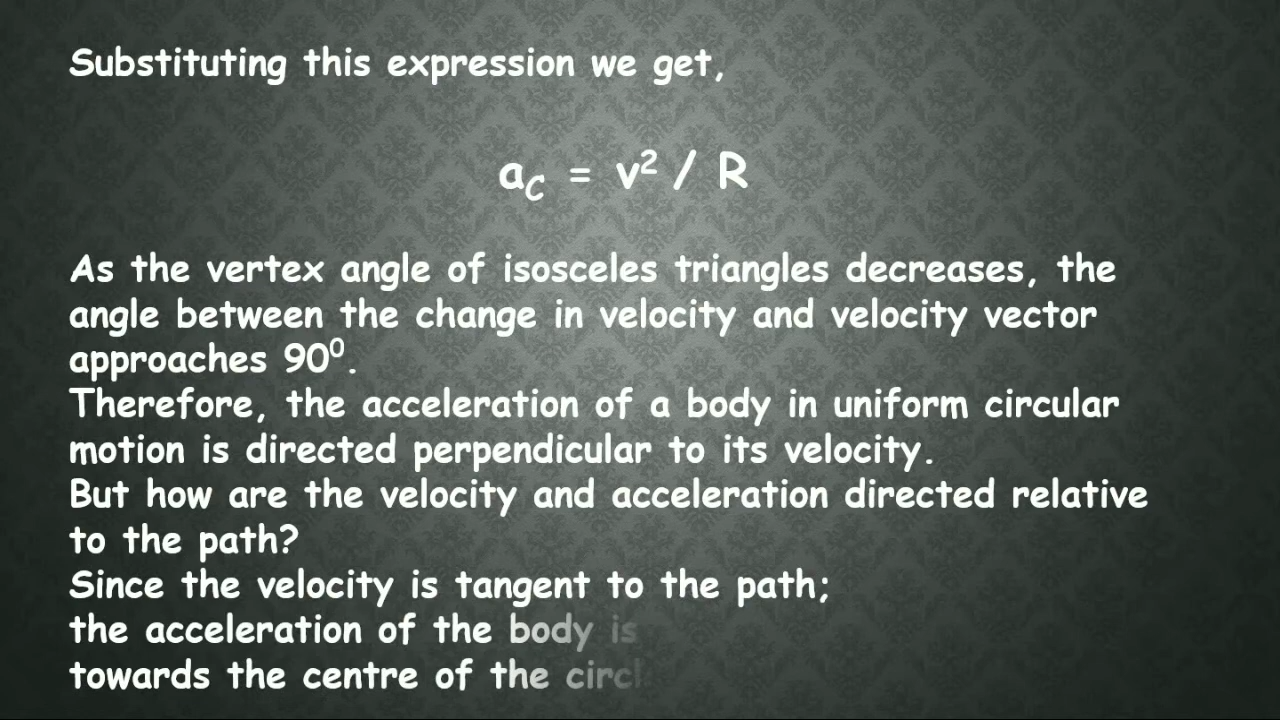 Substituting this expression we get,
a_C = v² / R
As the vertex angle of isosceles triangles decreases, the
angle between the change in velocity and velocity vector
approaches 90⁰.
Therefore, the acceleration of a body in uniform circular
motion is directed perpendicular to its velocity.
But how are the velocity and acceleration directed relative
to the path?
Since the velocity is tangent to the path;
the acceleration of the body is
towards the centre of the